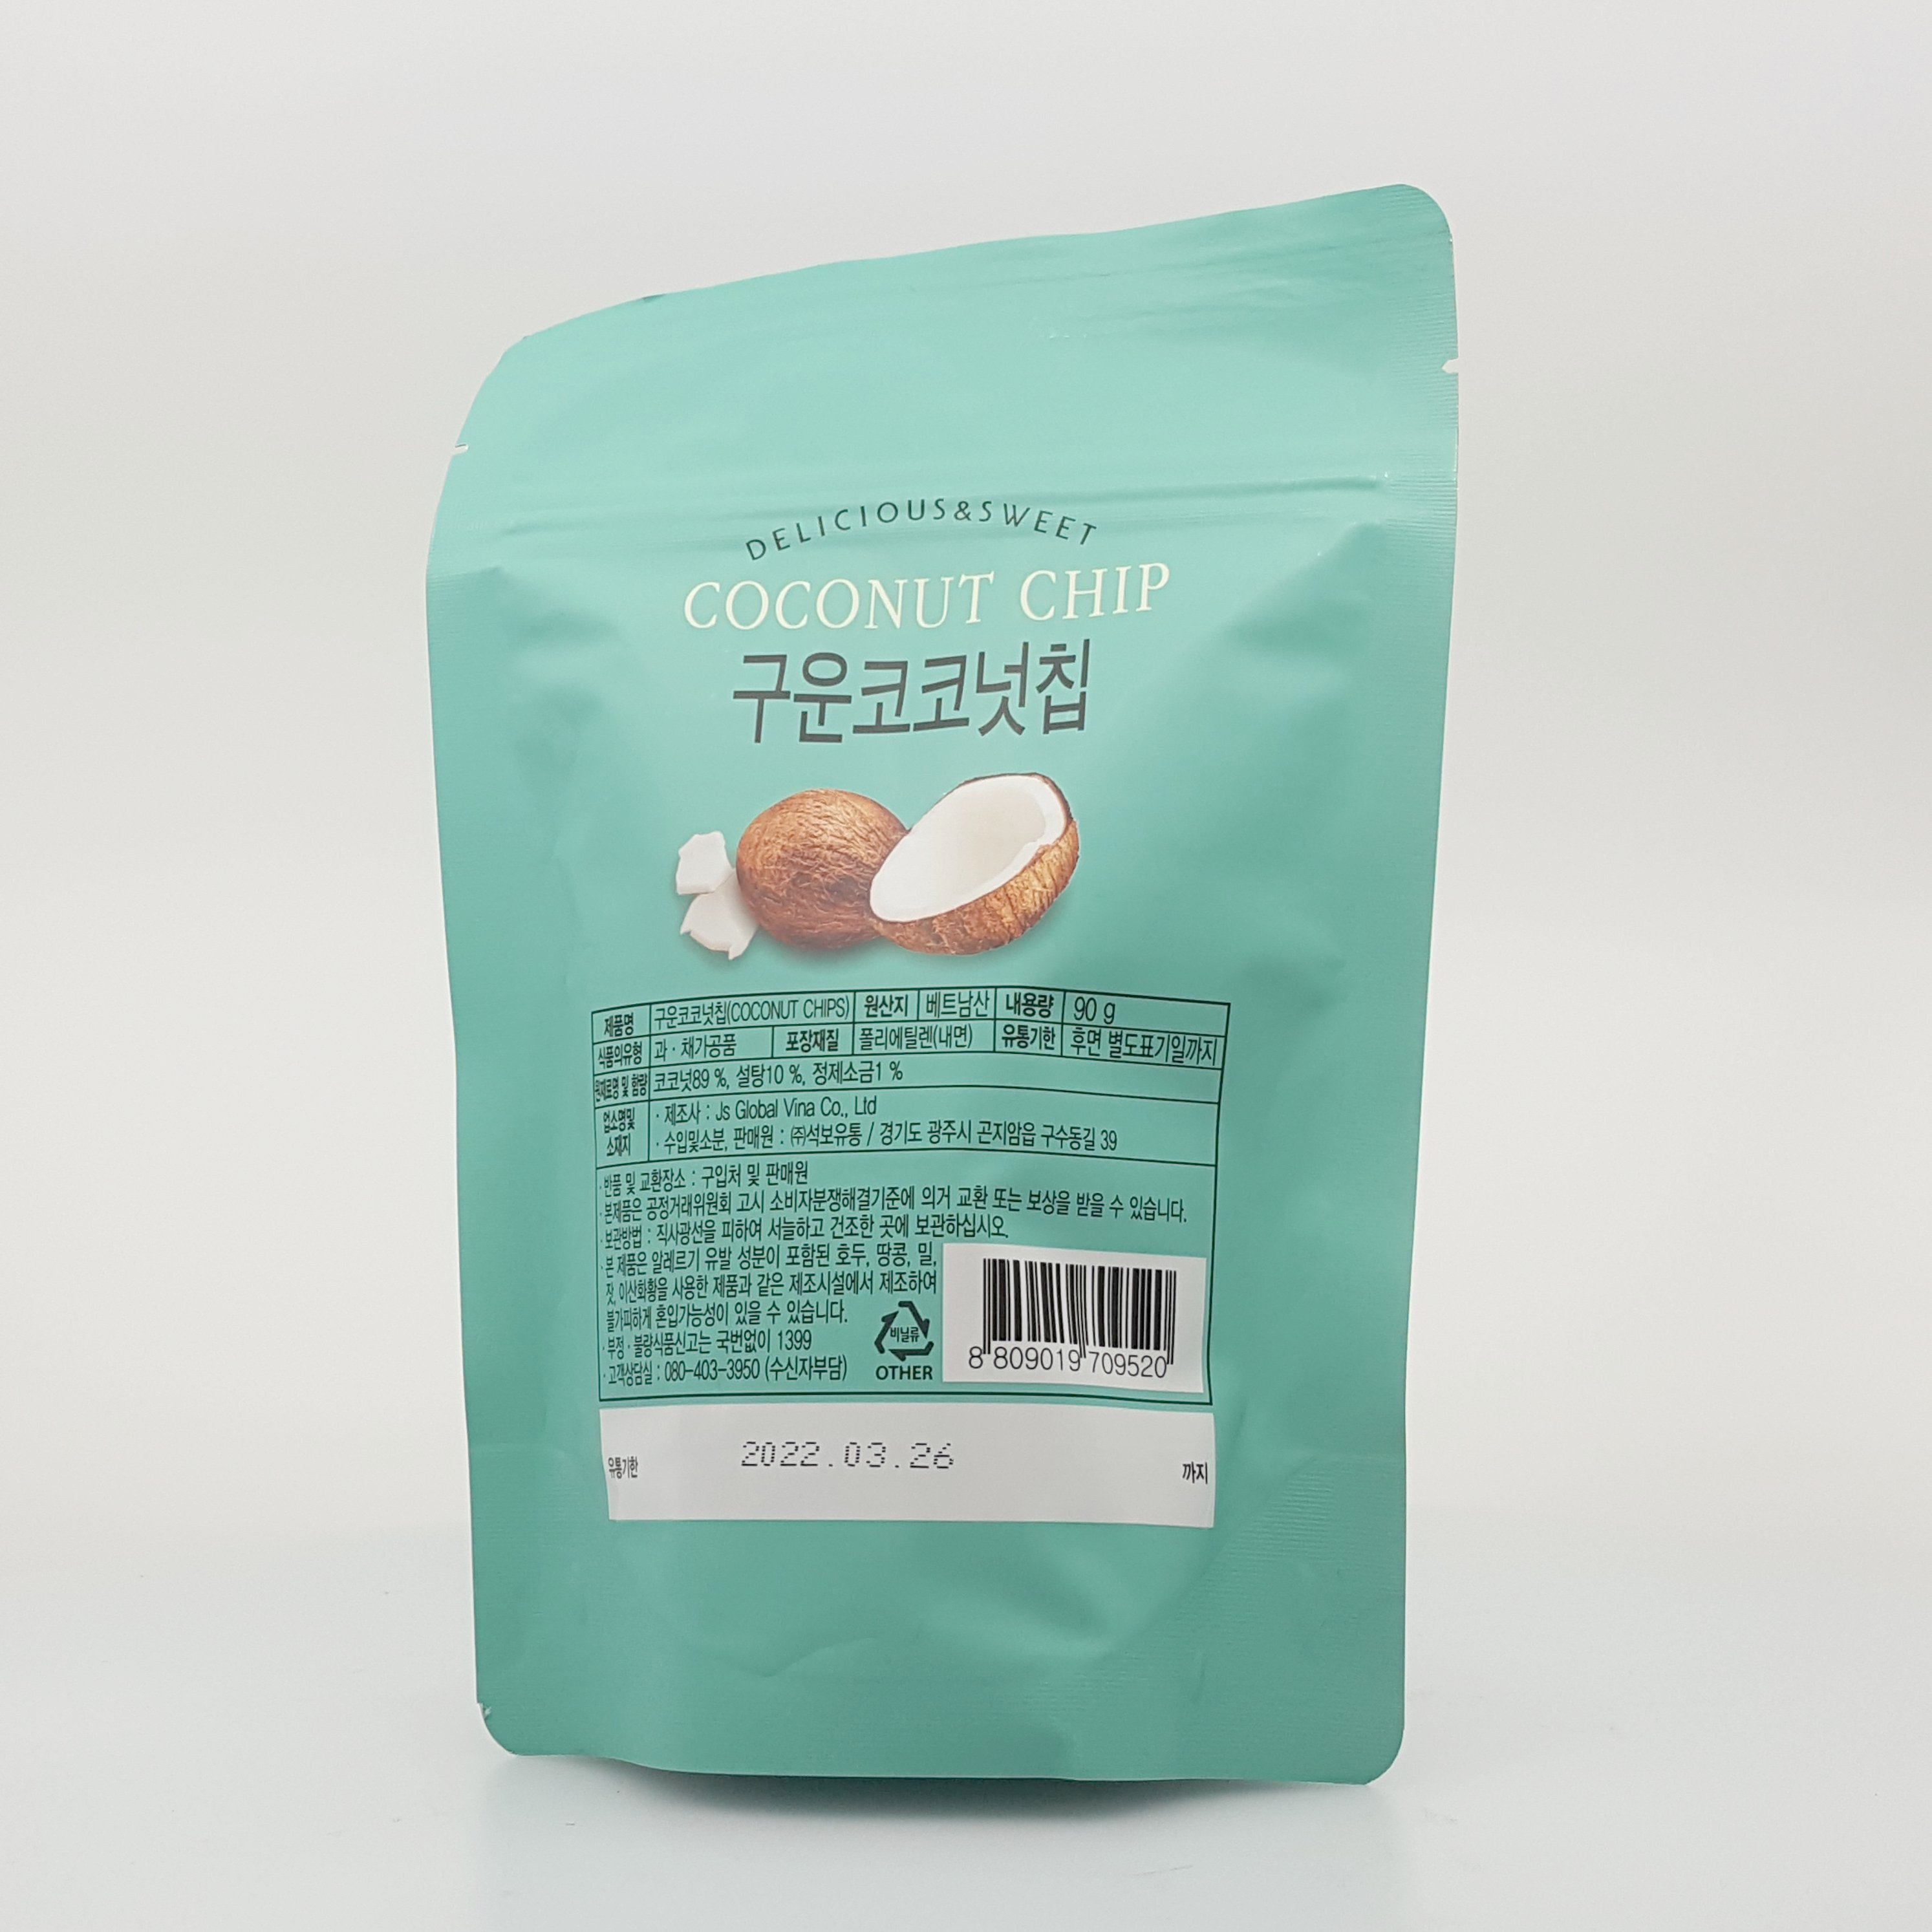 DELICIOUS&SWEET
COCONUT CHIP
구운코코넛칩
제품명 구운코코넛칩(COCONUT CHIPS) 원산지 베트남산 내용량 90 g
식품의유형 과·채가공품 포장재질 폴리에틸렌(내면) 유통기한 후면 별도표기일까지
원재료명 및 함량 코코넛89 %, 설탕10 %, 정제소금1 %
업소명및 소재지 · 제조사 : Js Global Vina Co., Ltd
· 수입및소분, 판매원 : ㈜석보유통 / 경기도 광주시 곤지암읍 구수동길 39
· 반품 및 교환장소 : 구입처 및 판매원
· 본제품은 공정거래위원회 고시 소비자분쟁해결기준에 의거 교환 또는 보상을 받을 수 있습니다.
· 보관방법 : 직사광선을 피하여 서늘하고 건조한 곳에 보관하십시오.
· 본 제품은 알레르기 유발 성분이 포함된 호두, 땅콩, 밀,
잣, 이산화황을 사용한 제품과 같은 제조시설에서 제조하여
불가피하게 혼입가능성이 있을 수 있습니다.
· 부정·불량식품신고는 국번없이 1399
· 고객상담실 : 080-403-3950 (수신자부담)
비닐류
OTHER
8 809019 709520
유통기한 2022.03.26 까지